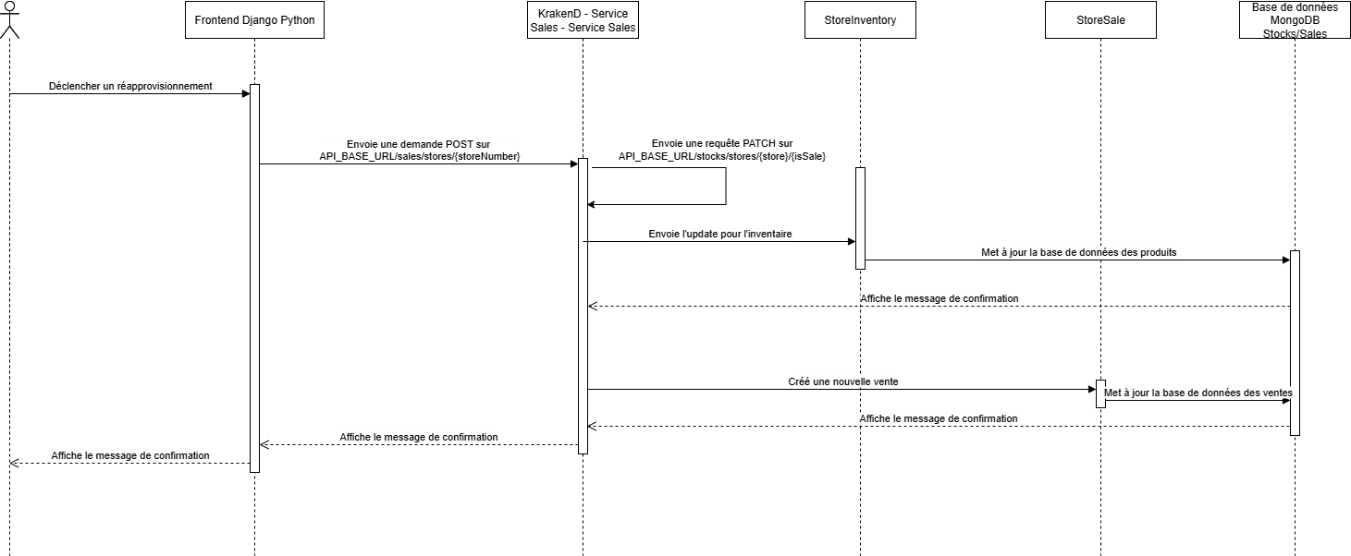 Frontend Django Python
KrakenD - Service
Sales - Service Sales
StoreInventory
StoreSale
Base de données
MongoDB
Stocks/Sales
Déclencher un réapprovisionnement
Envoie une demande POST sur
API_BASE_URL/sales/stores/{storeNumber}
Envoie une requête PATCH sur
API_BASE_URL/stocks/stores/{store}/{isSale}
Envoie l'update pour l'inventaire
Met à jour la base de données des produits
Affiche le message de confirmation
Créé une nouvelle vente
Met à jour la base de données des ventes
Affiche le message de confirmation
Affiche le message de confirmation
Affiche le message de confirmation